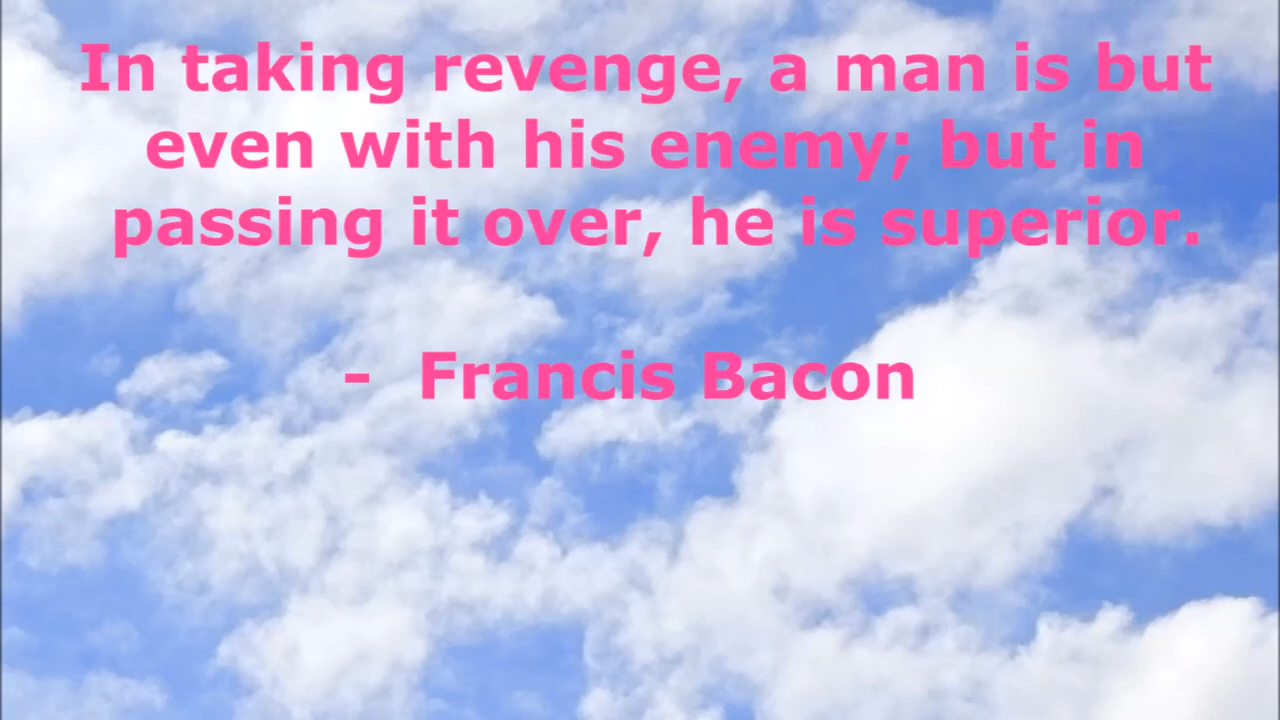 In taking revenge, a man is but
even with his enemy; but in
passing it over, he is superior.
- Francis Bacon